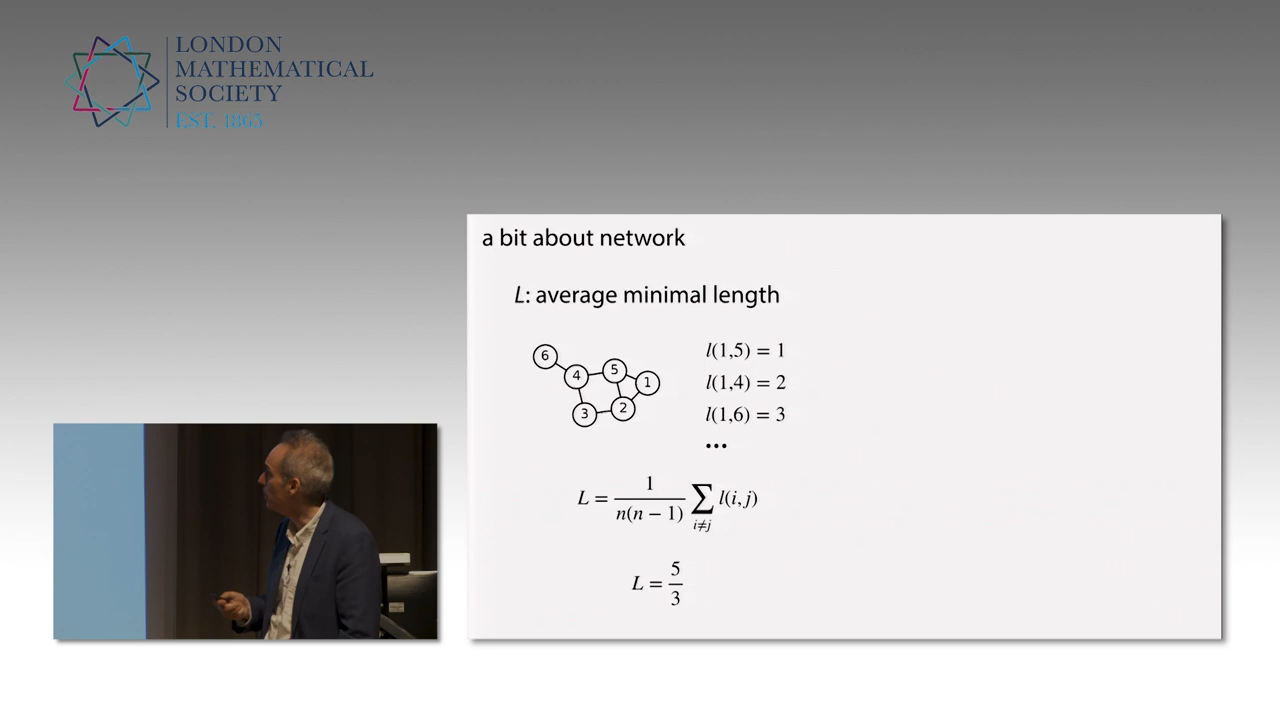 LONDON
MATHEMATICAL
SOCIETY
EST. 1865
a bit about network
L: average minimal length
6
4
5
1
3
2
l(1,5) = 1
l(1,4) = 2
l(1,6) = 3
•••
L = 1/n(n − 1) ∑ i≠j l(i,j)
L = 5/3